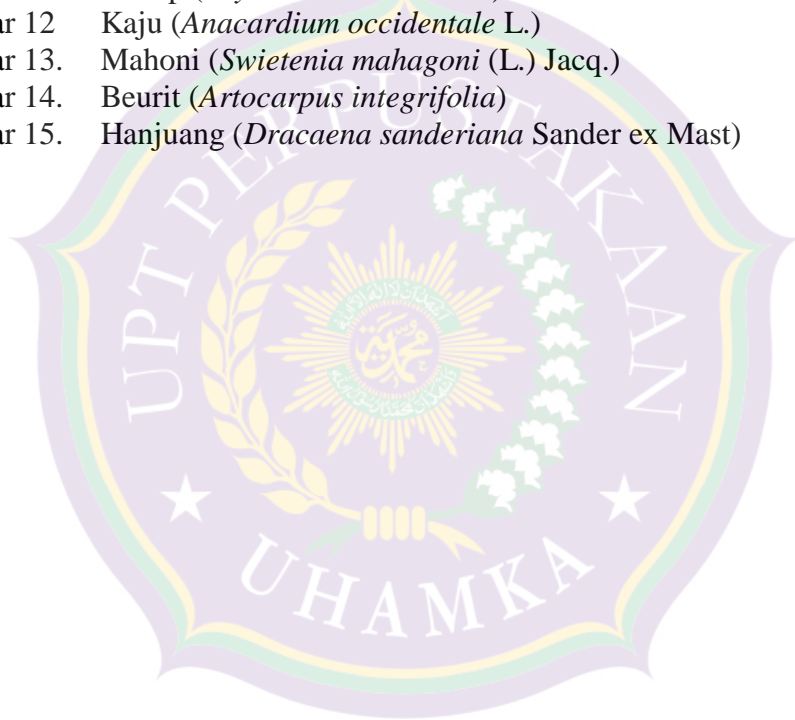 ar 12 Kaju (Anacardium occidentale L.)
ar 13. Mahoni (Swietenia mahagoni (L.) Jacq.)
ar 14. Beurit (Artocarpus integrifolia)
ar 15. Hanjuang (Dracaena sanderiana Sander ex Mast)
UPT PERPUSTAKAAN
محمدية
UHAMKA